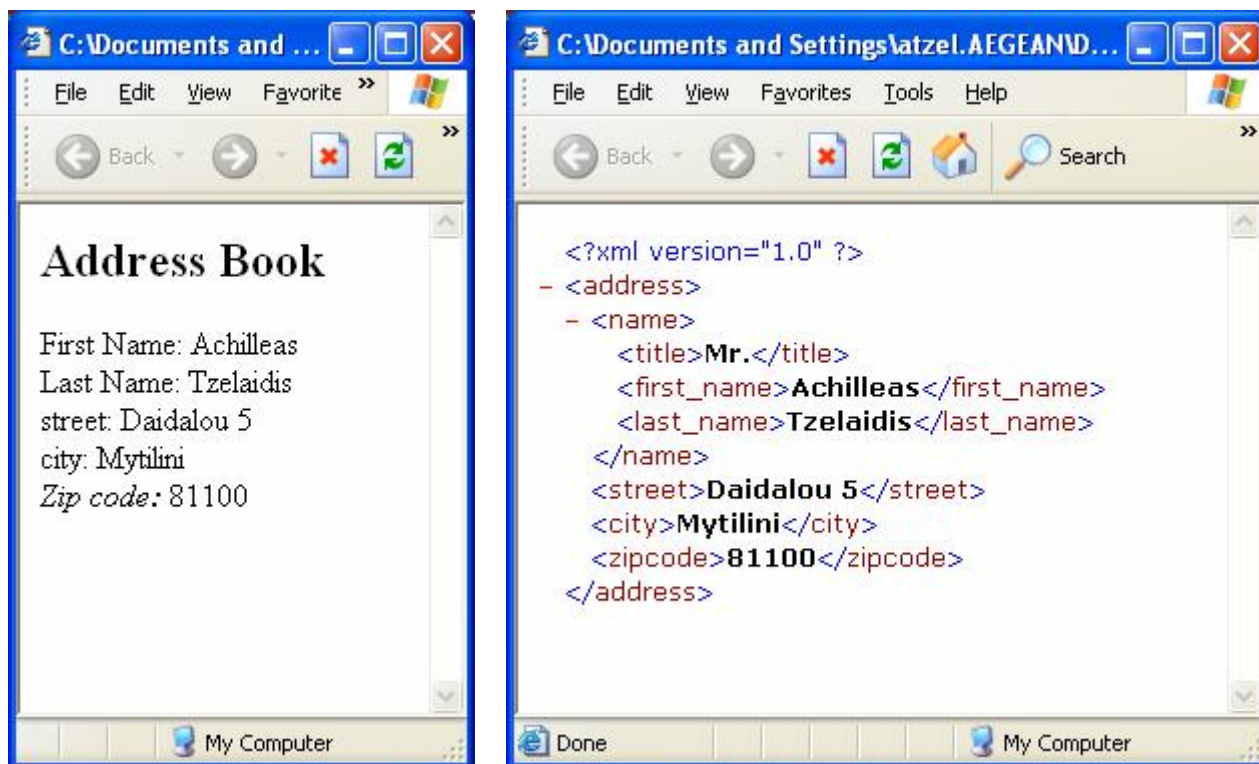 C:\Documents and ...
File Edit View Favorite »
Back »
Address Book
First Name: Achilleas
Last Name: Tzelaidis
street: Daidalou 5
city: Mytilini
Zip code: 81100
My Computer
C:\Documents and Settings\atzel.AEGEAN\D...
File Edit View Favorites Tools Help
Back Search »
<?xml version="1.0" ?>
– <address>
– <name>
<title>Mr.</title>
<first_name>Achilleas</first_name>
<last_name>Tzelaidis</last_name>
</name>
<street>Daidalou 5</street>
<city>Mytilini</city>
<zipcode>81100</zipcode>
</address>
Done My Computer